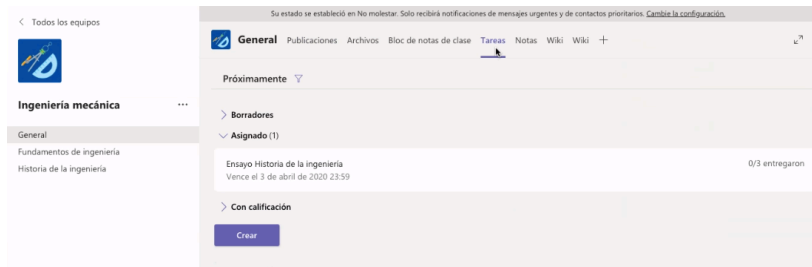 Su estado se estableció en No molestar. Solo recibirá notificaciones de mensajes urgentes y de contactos prioritarios. Cambie la configuración.
Todos los equipos
General Publicaciones Archivos Bloc de notas de clase Tareas Notas Wiki Wiki
Próximamente
Ingeniería mecánica ...
General
Fundamentos de ingeniería
Historia de la ingeniería
Borradores
Asignado (1)
Ensayo Historia de la ingeniería
0/3 entregaron
Vence el 3 de abril de 2020 23:59
Con calificación
Crear